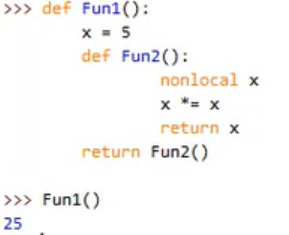 >>> def Fun1():
        x = 5
        def Fun2():
                nonlocal x
                x *= x
                return x
        return Fun2()

>>> Fun1()
25